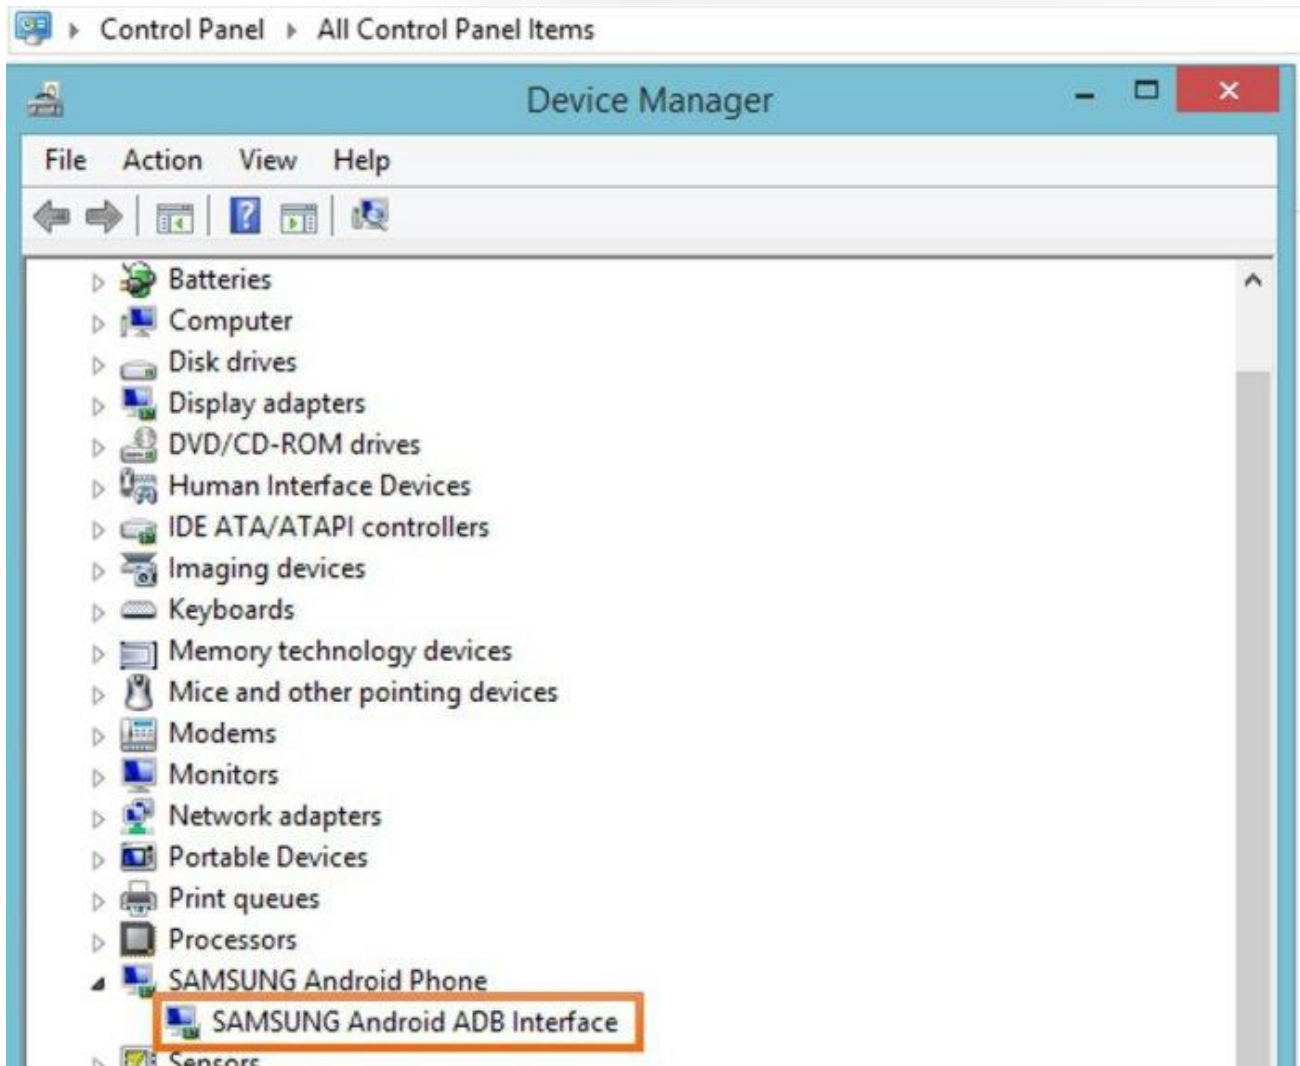 Control Panel All Control Panel Items
Device Manager
File Action View Help
Batteries
Computer
Disk drives
Display adapters
DVD/CD-ROM drives
Human Interface Devices
IDE ATA/ATAPI controllers
Imaging devices
Keyboards
Memory technology devices
Mice and other pointing devices
Modems
Monitors
Network adapters
Portable Devices
Print queues
Processors
SAMSUNG Android Phone
SAMSUNG Android ADB Interface
Sensors